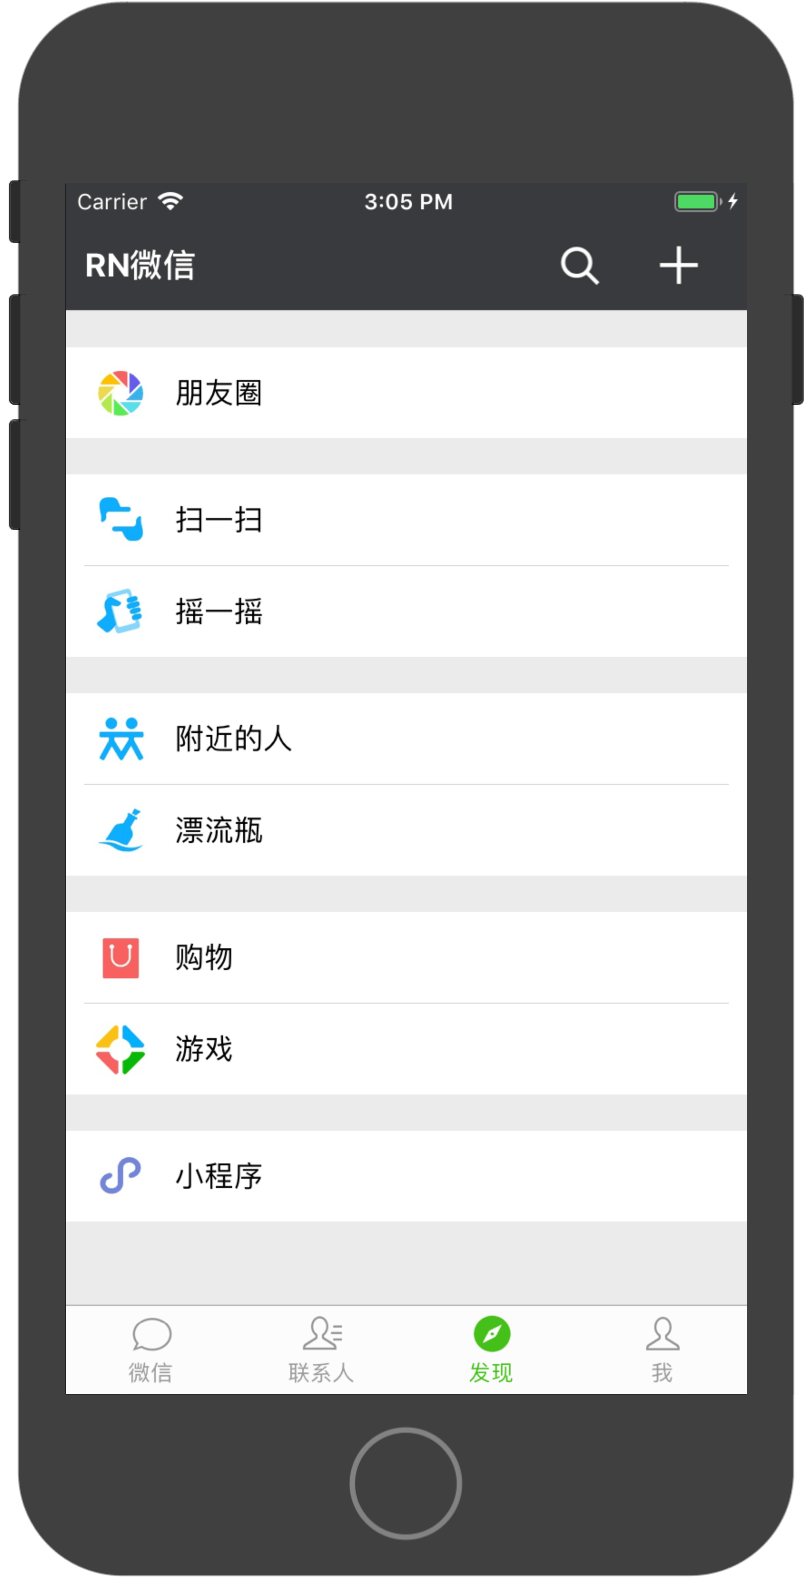 Carrier 3:05 PM
RN微信
朋友圈
扫一扫
摇一摇
附近的人
漂流瓶
购物
游戏
小程序
微信 联系人 发现 我